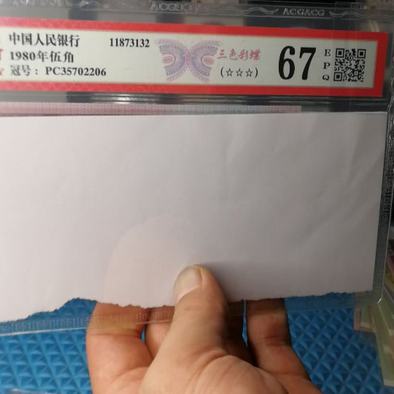 ACGACG
中国人民银行 11873132
1980年伍角
冠号: PC35702206
三色彩蝶
(☆☆☆)
67 EPQ